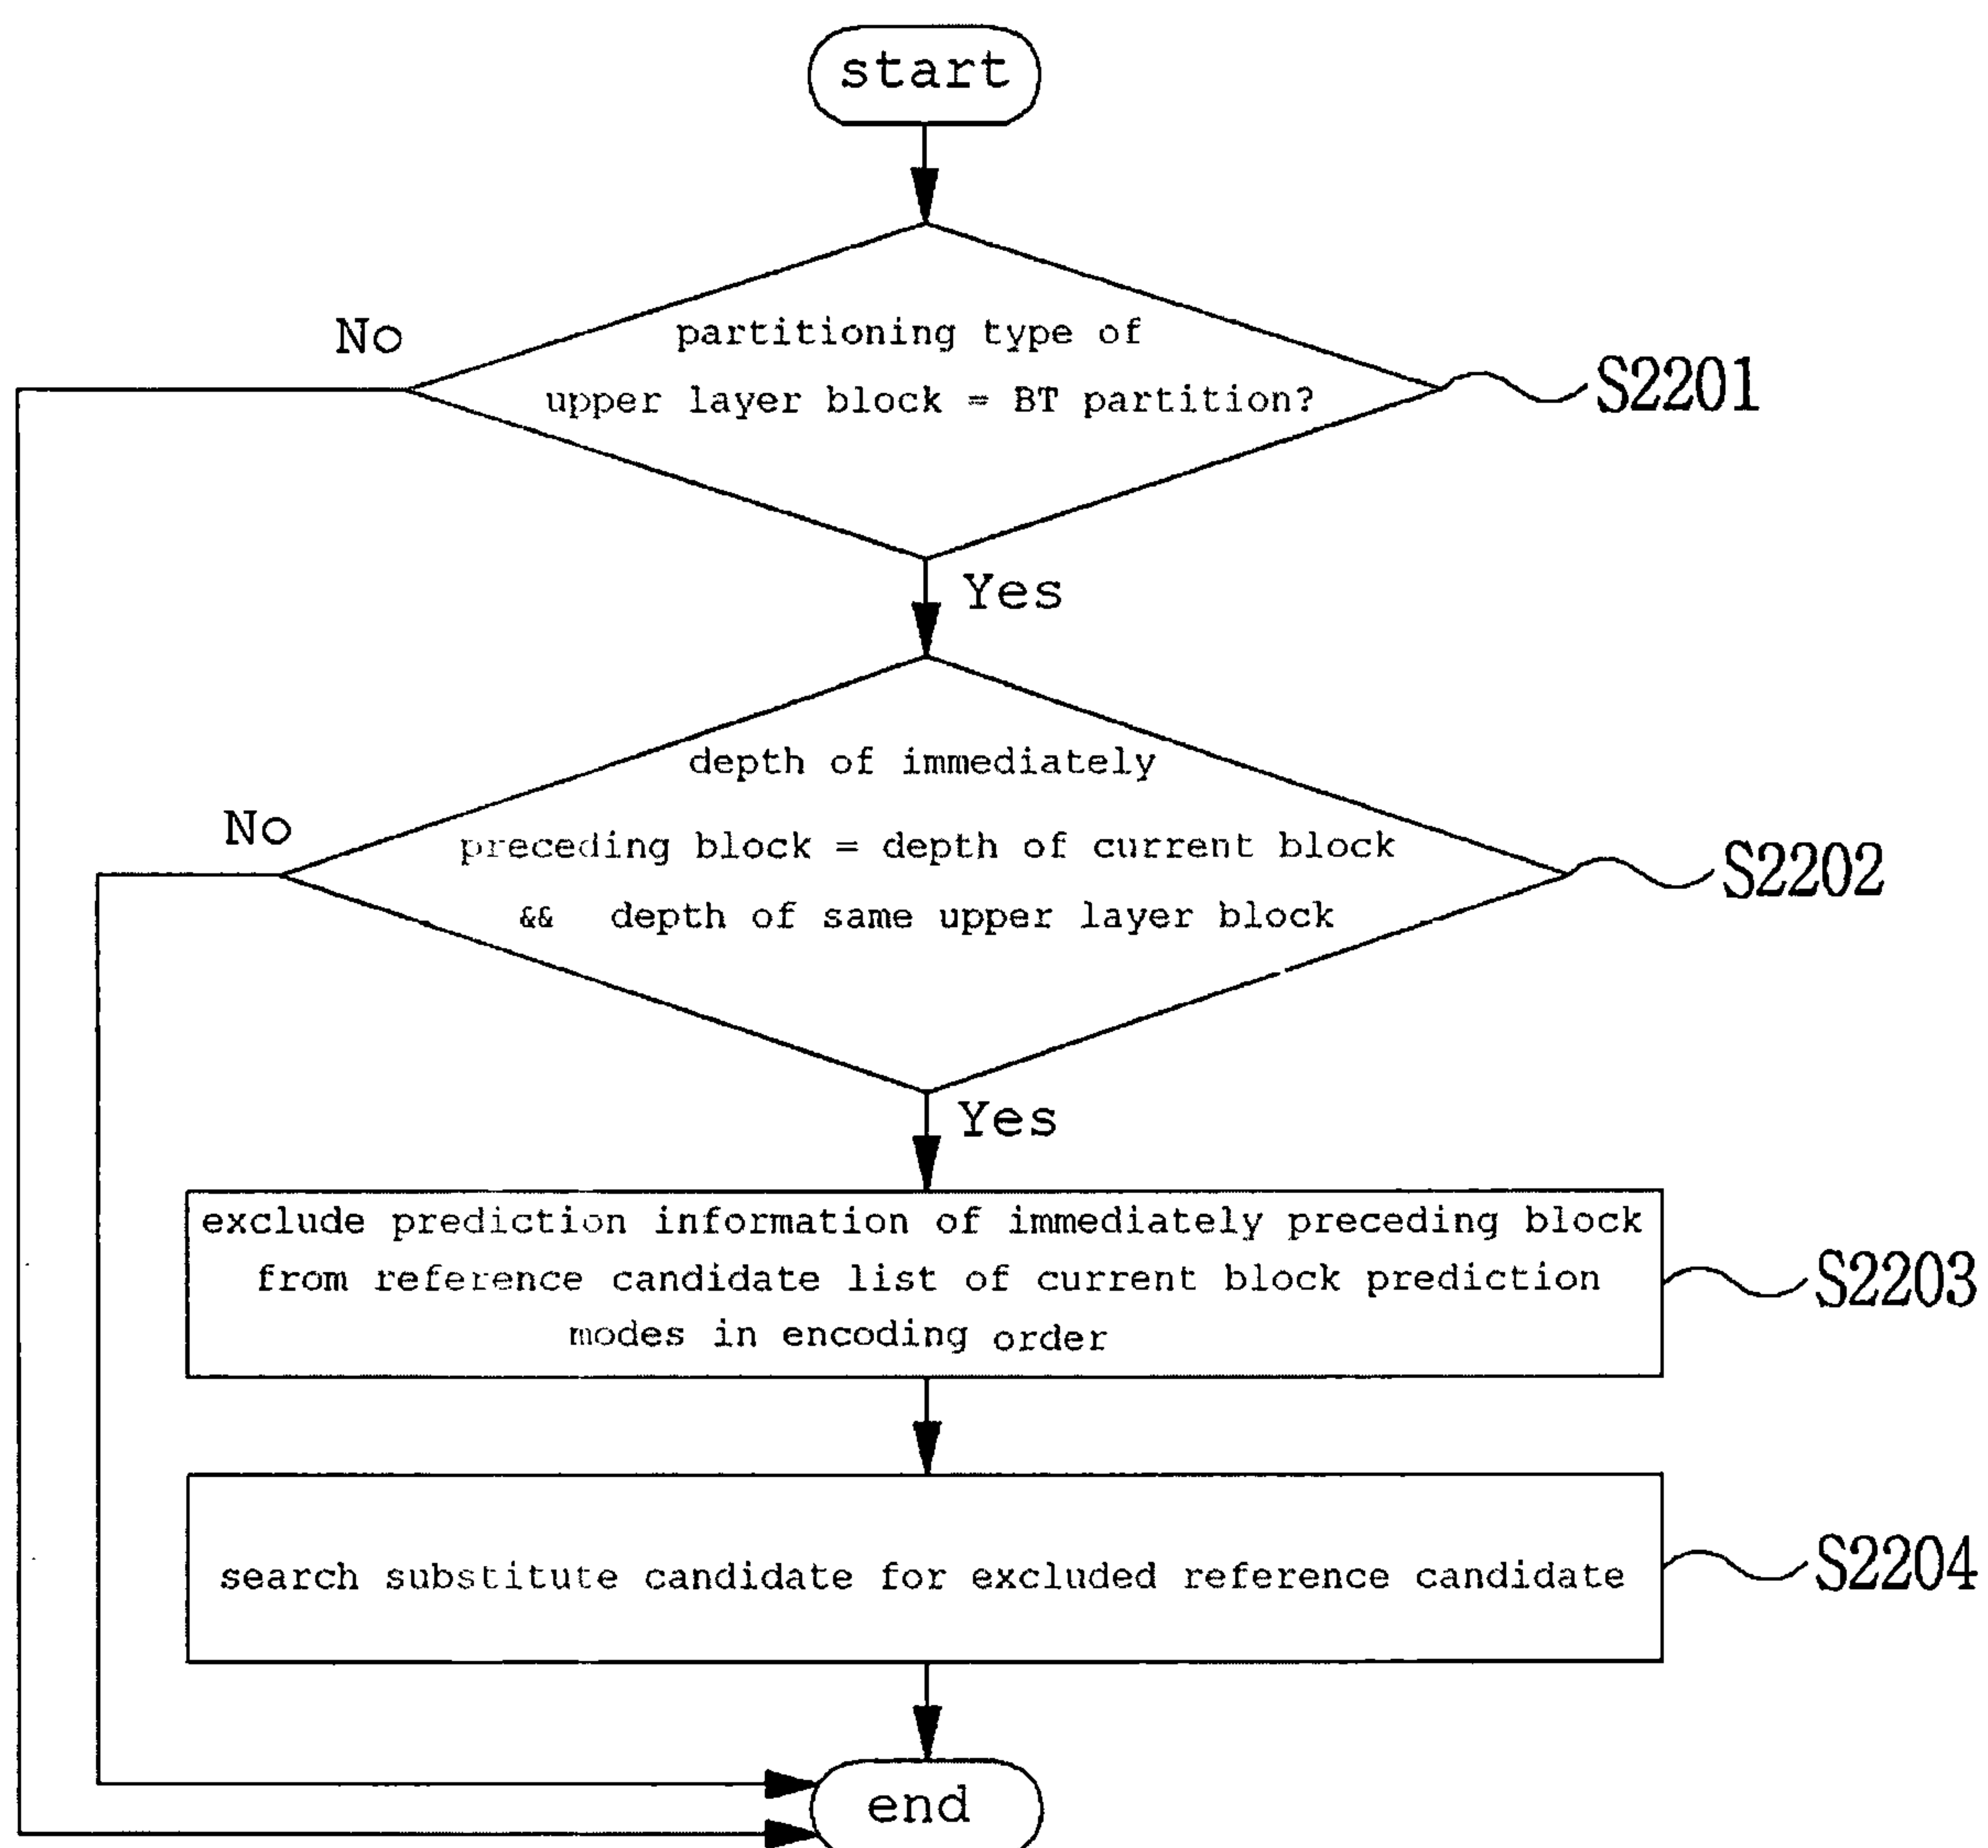 start
No
partitioning type of
upper layer block = BT partition?
S2201
Yes
depth of immediately
No
preceding block = depth of current block
S2202
&& depth of same upper layer block
Yes
exclude prediction information of immediately preceding block
from reference candidate list of current block prediction
S2203
modes in encoding order
search substitute candidate for excluded reference candidate
S2204
end